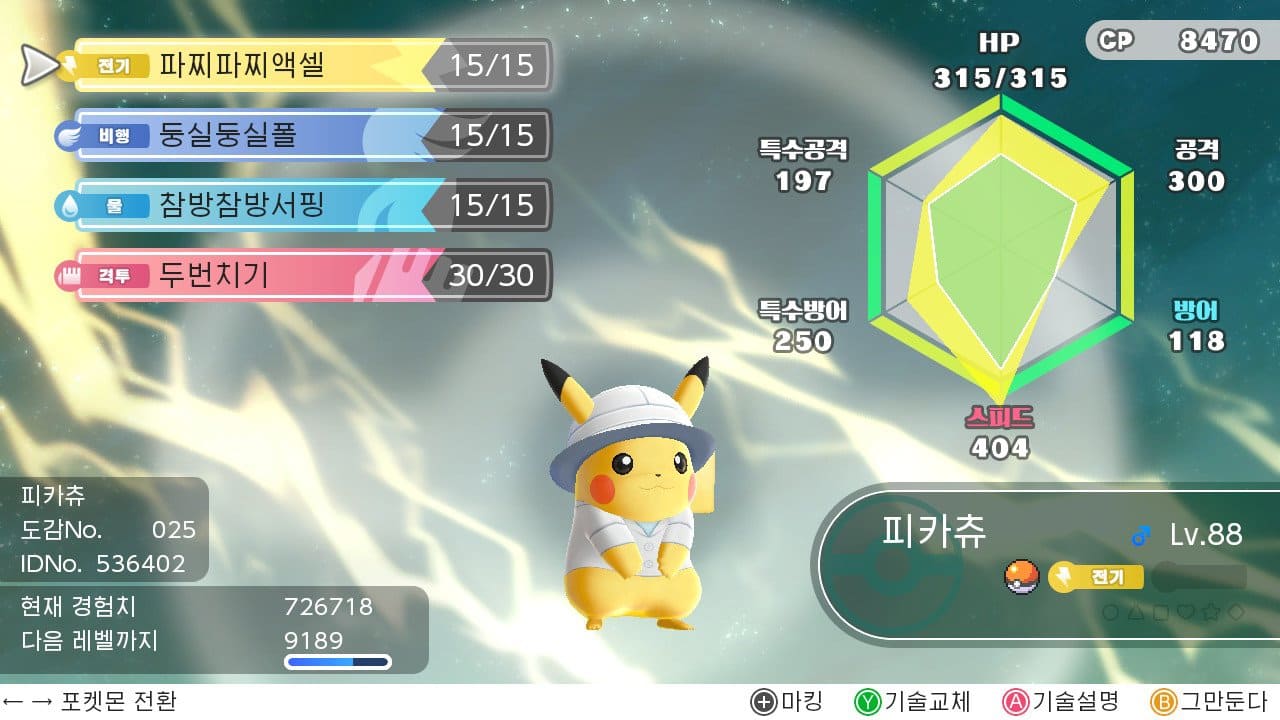 전기 파찌파찌액셀 15/15
비행 둥실둥실폴 15/15
물 참방참방서핑 15/15
격투 두번치기 30/30
CP 8470
HP
315/315
특수공격
197
공격
300
특수방어
250
방어
118
스피드
404
피카츄
도감No. 025
IDNo. 536402
현재 경험치 726718
다음 레벨까지 9189
피카츄 ♂ Lv.88
전기
← → 포켓몬 전환
+ 마킹 Y 기술교체 A 기술설명 B 그만둔다